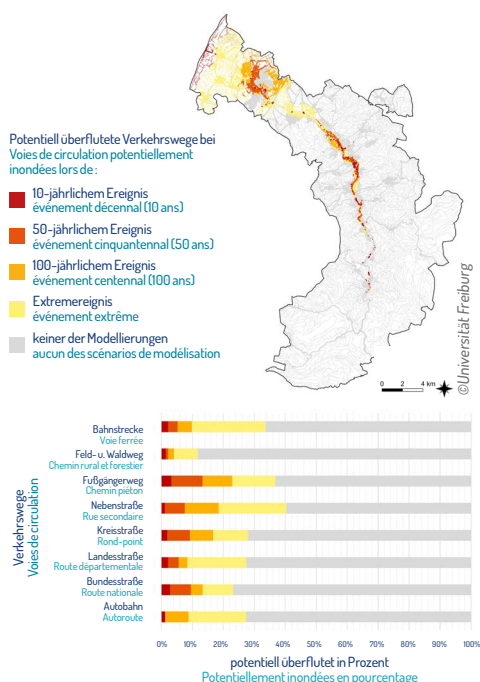 Potentiell überflutete Verkehrswege bei
Voies de circulation potentiellement
inondées lors de :
10-jährlichem Ereignis
événement décennal (10 ans)
50-jährlichem Ereignis
événement cinquantennal (50 ans)
100-jährlichem Ereignis
événement centennal (100 ans)
Extremereignis
événement extrême
keiner der Modellierungen
aucun des scénarios de modélisation
0 2 4 km
©Universität Freiburg
Verkehrswege
Voies de circulation
Bahnstrecke
Voie ferrée
Feld- u. Waldweg
Chemin rural et forestier
Fußgängerweg
Chemin piéton
Nebenstraße
Rue secondaire
Kreisstraße
Rond-point
Landesstraße
Route départementale
Bundesstraße
Route nationale
Autobahn
Autoroute
0% 10% 20% 30% 40% 50% 60% 70% 80% 90% 100%
potentiell überflutet in Prozent
Potentiellement inondées en pourcentage